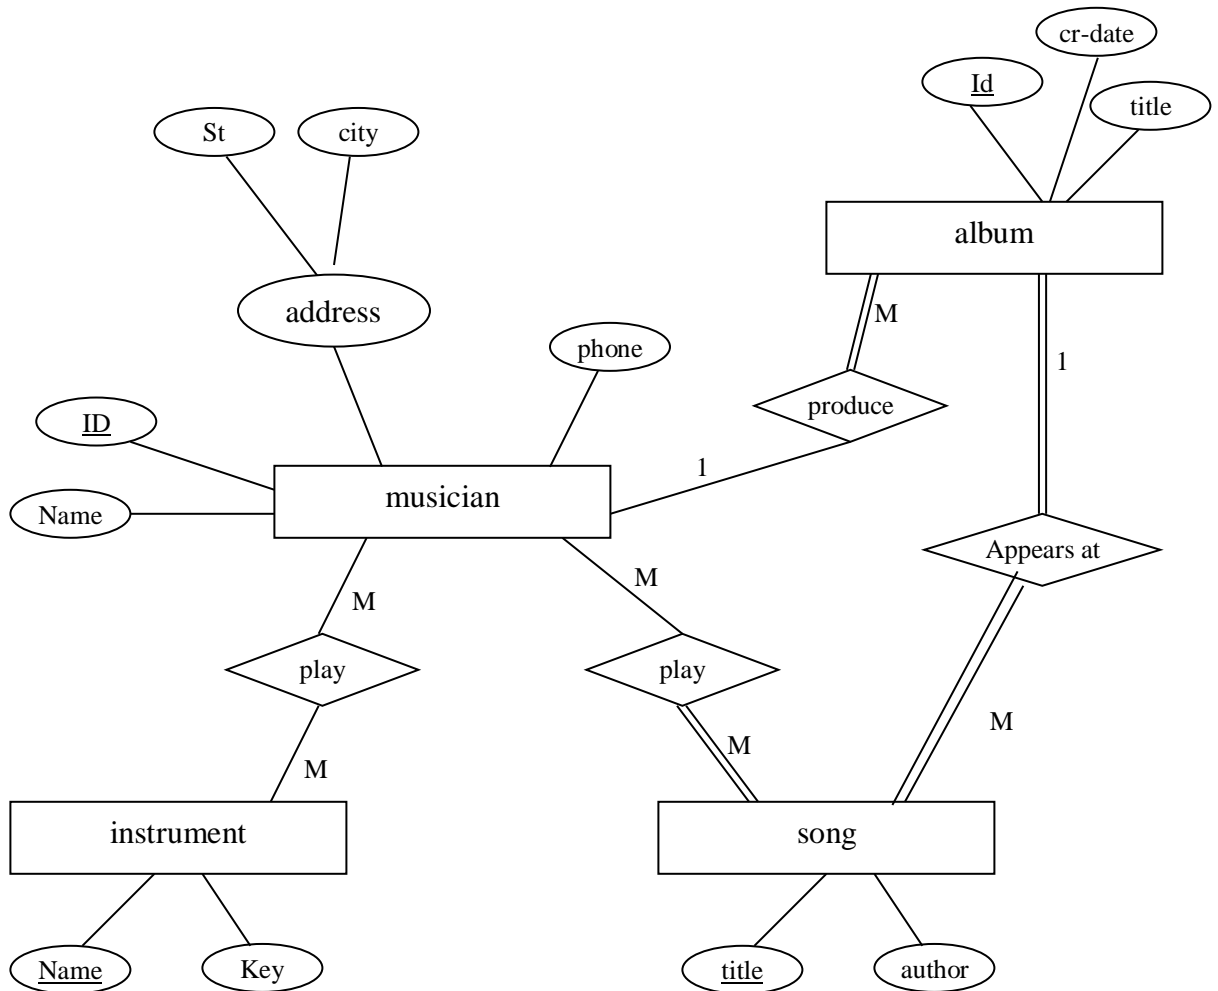 cr-date
Id
title
St
city
album
address
M
phone
1
produce
ID
1
musician
Name
Appears at
M
M
play
play
M
M
M
instrument
song
Name
Key
title
author